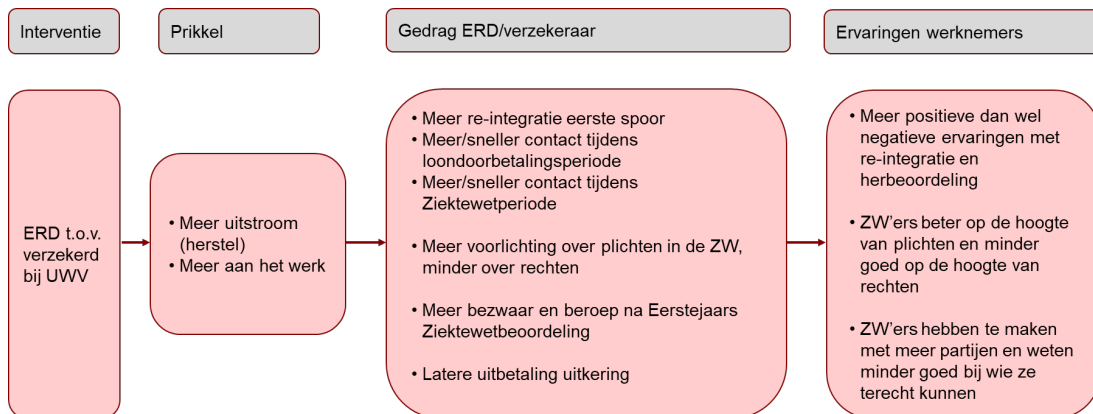 Interventie
Prikkel
Gedrag ERD/verzekeraar
Ervaringen werknemers
ERD t.o.v.
verzekerd
bij UWV
• Meer uitstroom
(herstel)
• Meer aan het werk
• Meer re-integratie eerste spoor
• Meer/sneller contact tijdens
loondoorbetalingsperiode
• Meer/sneller contact tijdens
Ziektewetperiode
• Meer voorlichting over plichten in de ZW,
minder over rechten
• Meer bezwaar en beroep na Eerstejaars
Ziektewetbeoordeling
• Latere uitbetaling uitkering
• Meer positieve dan wel
negatieve ervaringen met
re-integratie en
herbeoordeling
• ZW’ers beter op de hoogte
van plichten en minder
goed op de hoogte van
rechten
• ZW’ers hebben te maken
met meer partijen en weten
minder goed bij wie ze
terecht kunnen